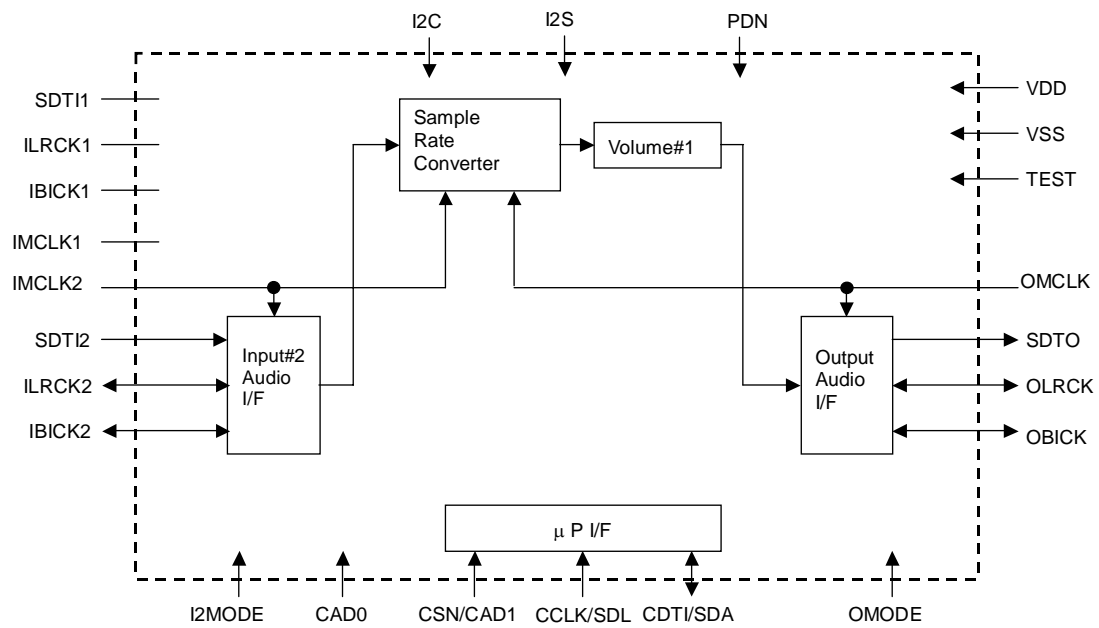 I2C
I2S
PDN
SDTI1
ILRCK1
IBICK1
IMCLK1
IMCLK2
SDTI2
ILRCK2
IBICK2
Sample
Rate
Converter
Volume#1
Input#2
Audio
I/F
Output
Audio
I/F
VDD
VSS
TEST
OMCLK
SDTO
OLRCK
OBICK
μ P I/F
I2MODE
CAD0
CSN/CAD1
CCLK/SDL
CDTI/SDA
OMODE